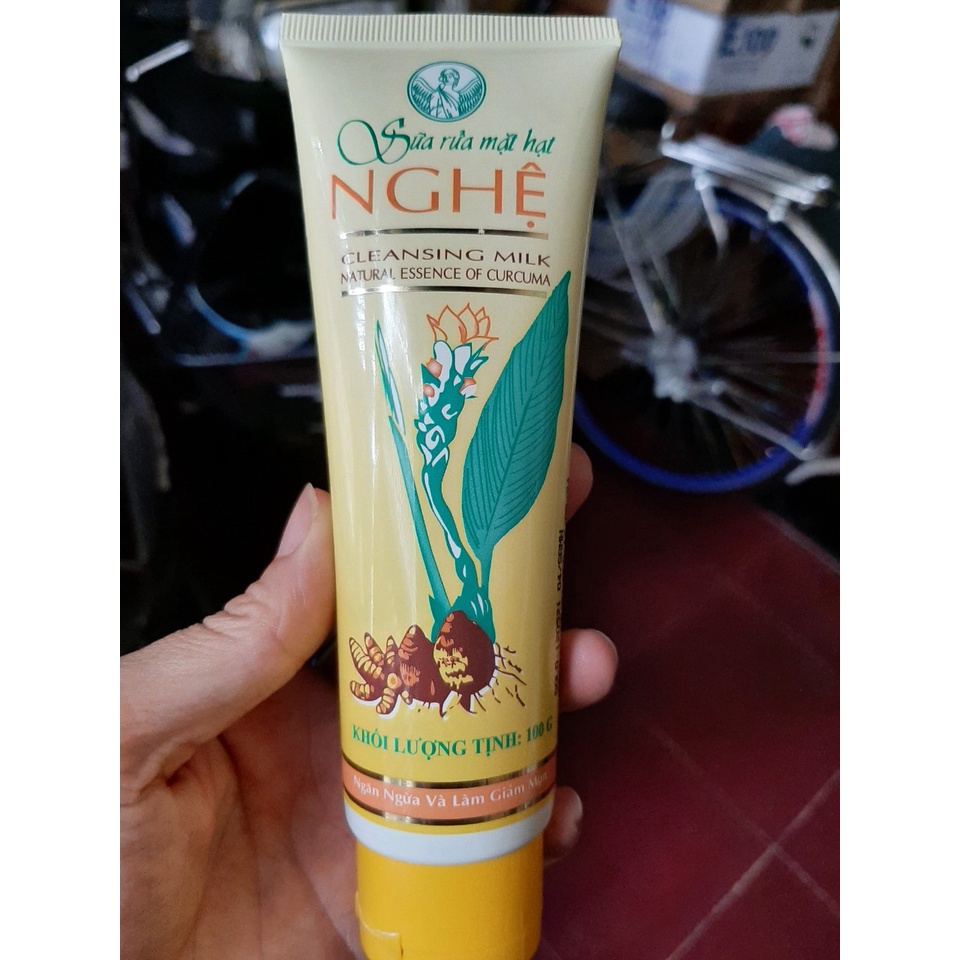 Sữa rửa mặt hạt
NGHỆ
CLEANSING MILK
NATURAL ESSENCE OF CURCUMA
KHỐI LƯỢNG TỊNH: 100 G
Ngăn Ngừa Và Làm Giảm Mụn